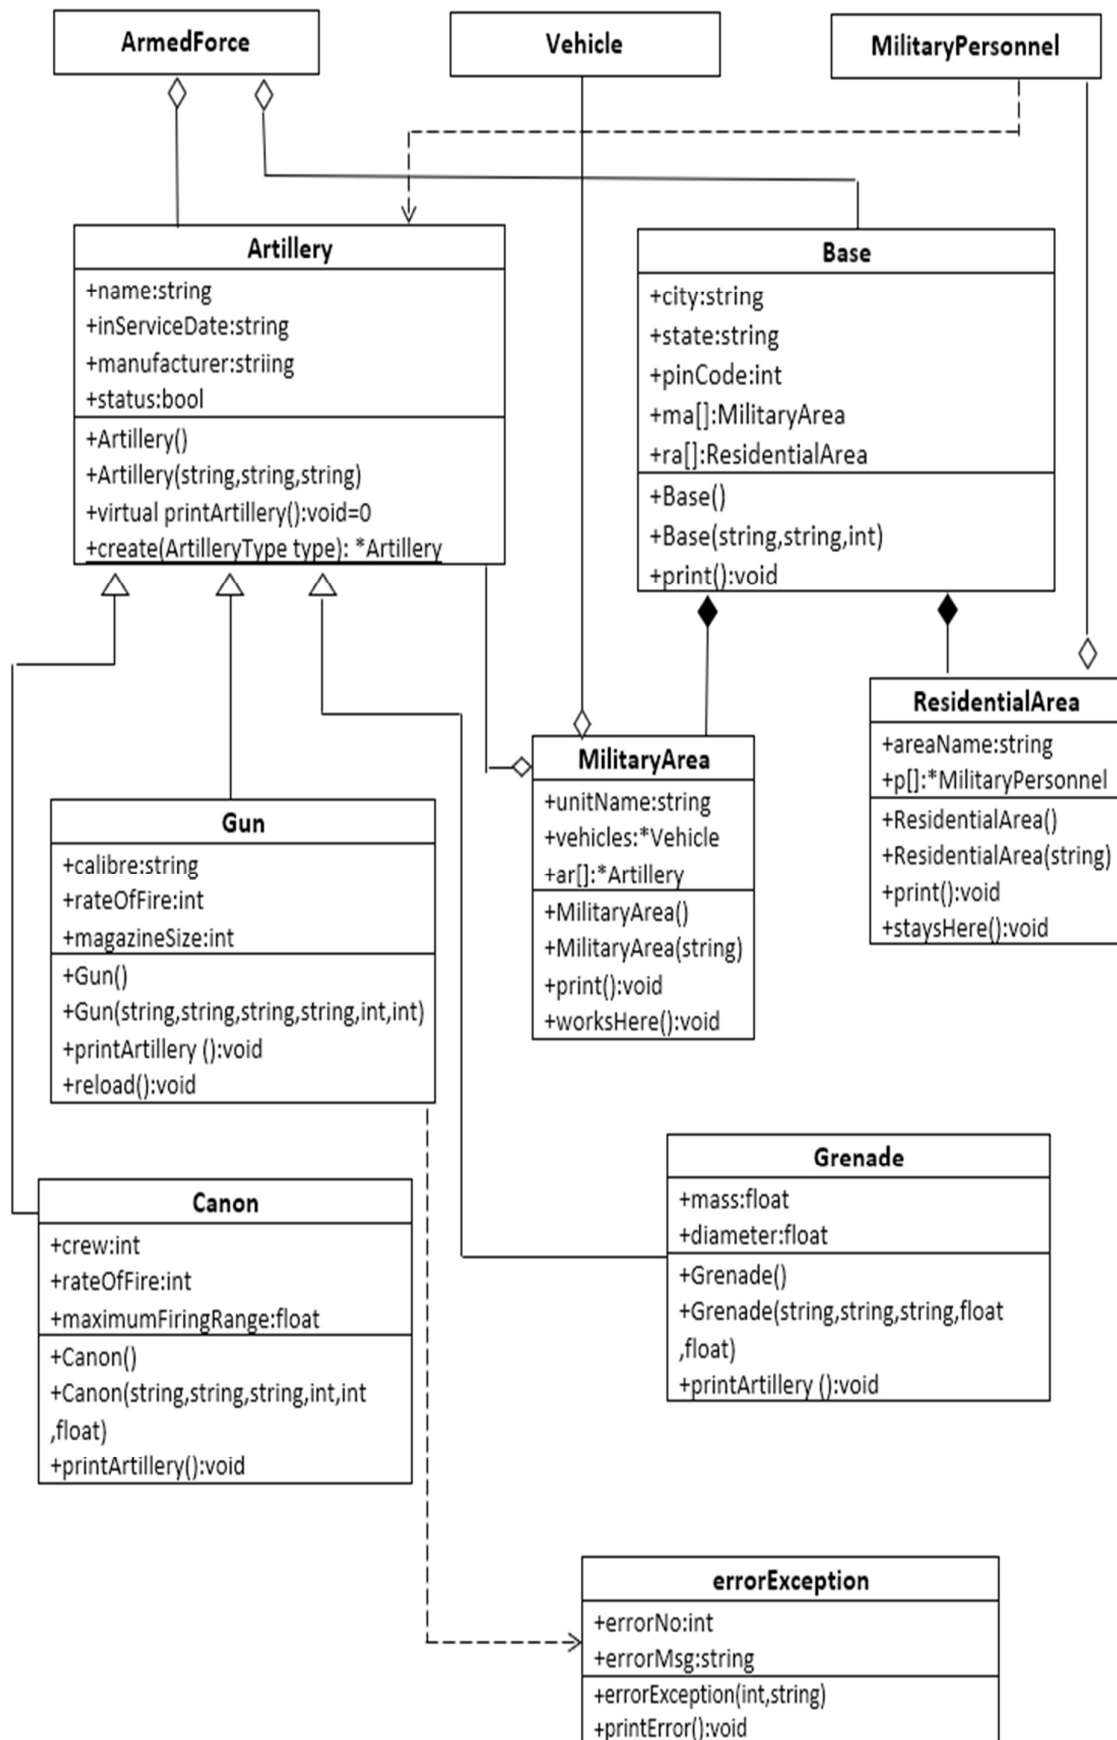 ArmedForce
Vehicle
MilitaryPersonnel
Artillery
+name:string
+inServiceDate:string
+manufacturer:striing
+status:bool
+Artillery()
+Artillery(string,string,string)
+virtual printArtillery():void=0
+create(ArtilleryType type): *Artillery
Base
+city:string
+state:string
+pinCode:int
+ma[]:MilitaryArea
+ra[]:ResidentialArea
+Base()
+Base(string,string,int)
+print():void
ResidentialArea
+areaName:string
+p[]:*MilitaryPersonnel
+ResidentialArea()
+ResidentialArea(string)
+print():void
+staysHere():void
MilitaryArea
+unitName:string
+vehicles:*Vehicle
+ar[]:*Artillery
+MilitaryArea()
+MilitaryArea(string)
+print():void
+worksHere():void
Gun
+calibre:string
+rateOfFire:int
+magazineSize:int
+Gun()
+Gun(string,string,string,string,int,int)
+printArtillery ():void
+reload():void
Grenade
+mass:float
+diameter:float
+Grenade()
+Grenade(string,string,string,float
,float)
+printArtillery ():void
Canon
+crew:int
+rateOfFire:int
+maximumFiringRange:float
+Canon()
+Canon(string,string,string,int,int
,float)
+printArtillery():void
errorException
+errorNo:int
+errorMsg:string
+errorException(int,string)
+printError():void